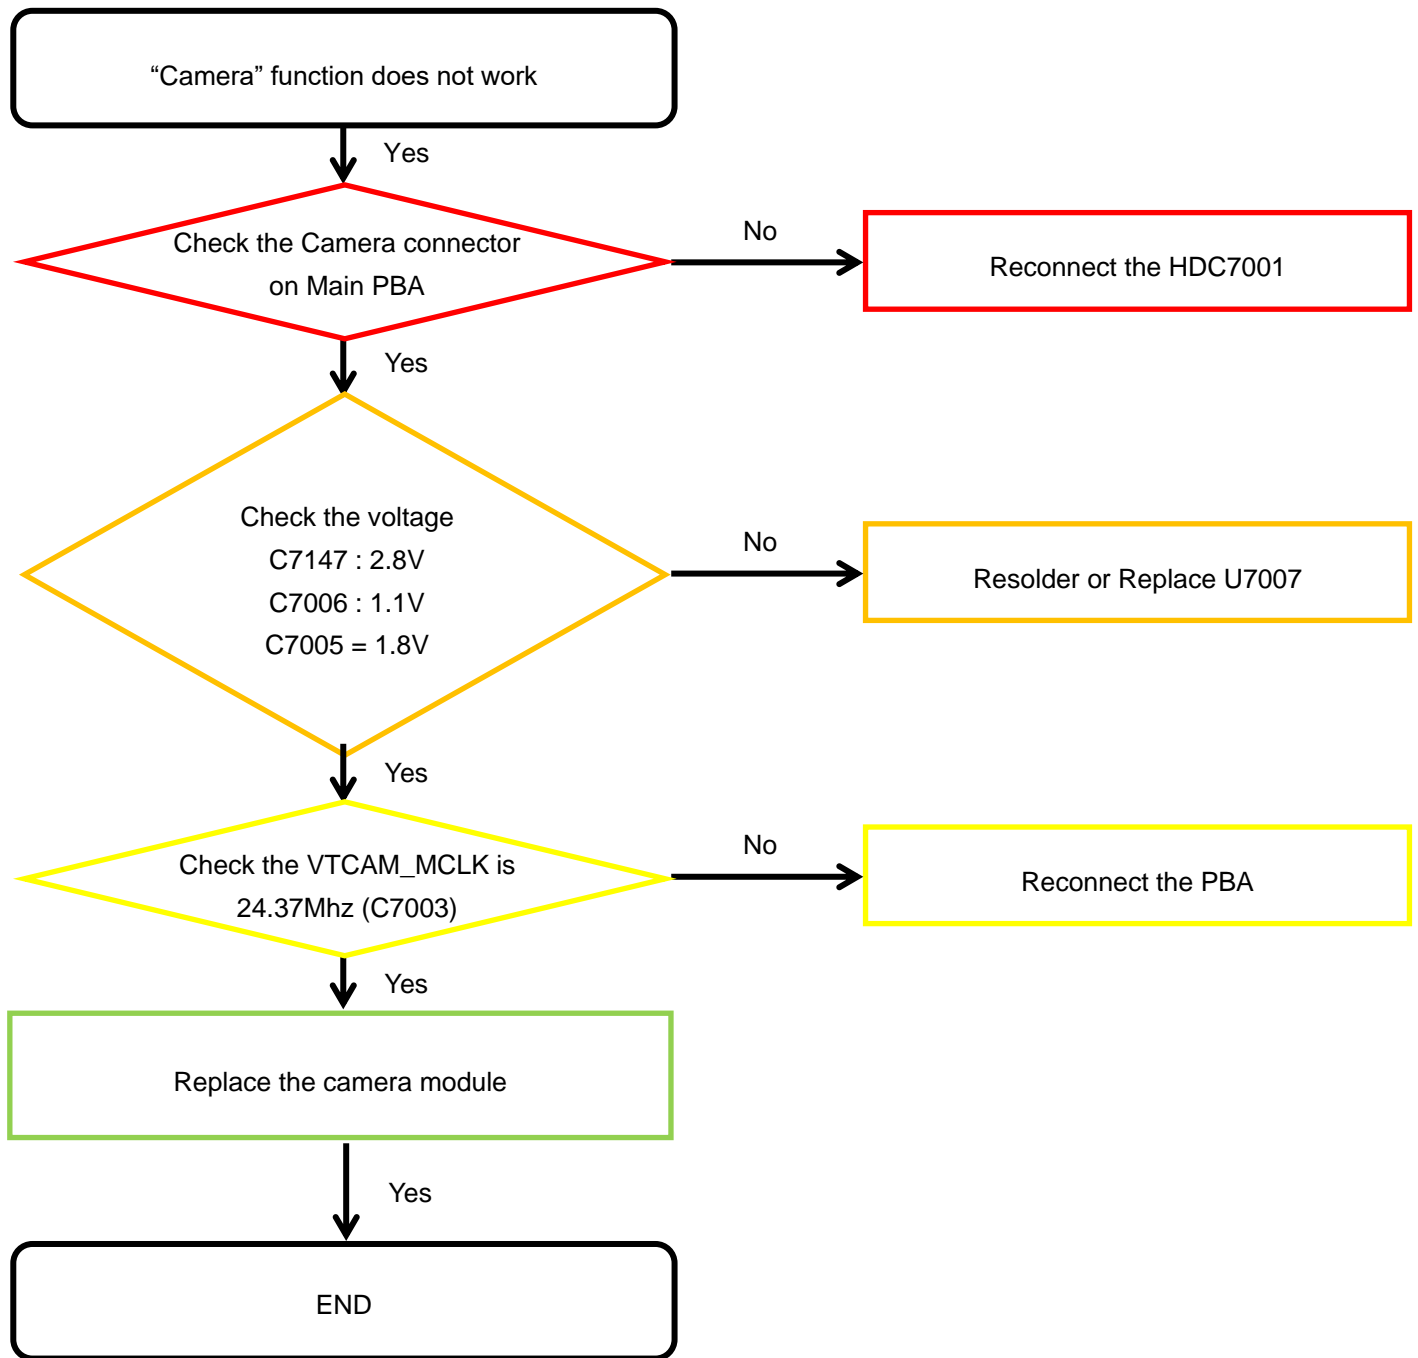 “Camera” function does not work
Yes
Check the Camera connector
on Main PBA
No
Reconnect the HDC7001
Yes
Check the voltage
C7147 : 2.8V
C7006 : 1.1V
C7005 = 1.8V
No
Resolder or Replace U7007
Yes
Check the VTCAM_MCLK is
24.37Mhz (C7003)
No
Reconnect the PBA
Yes
Replace the camera module
Yes
END